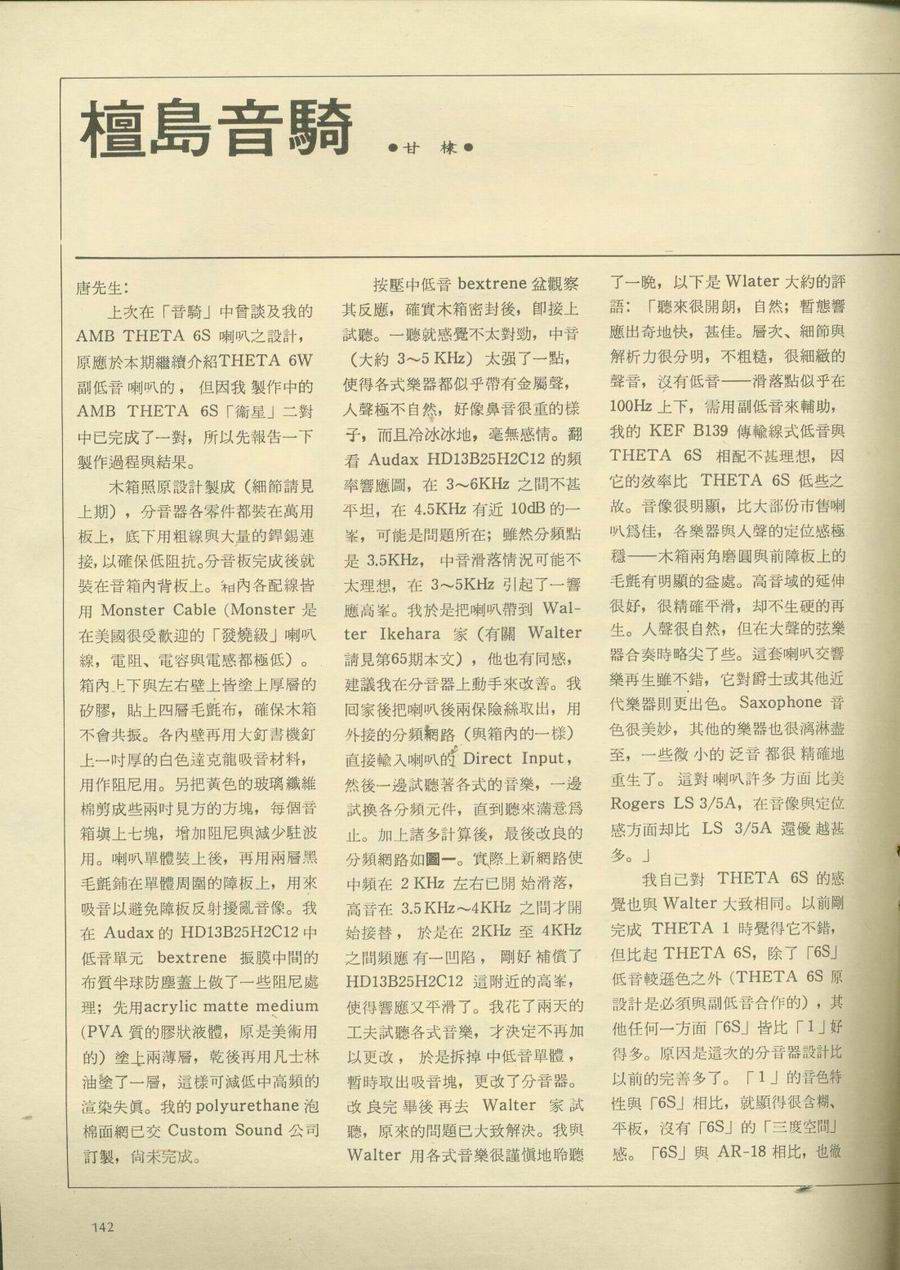 檀島音騎
●甘 棣●
唐先生：
上次在「音騎」中曾談及我的
AMB THETA 6S 喇叭之設計，
原應於本期繼續介紹THETA 6W
副低音喇叭的，但因我製作中的
AMB THETA 6S「衛星」二對
中已完成了一對，所以先報告一下
製作過程與結果。
木箱照原設計製成（細節請見
上期），分音器各零件都裝在萬用
板上，底下用粗線與大量的銲錫連
接，以確保低阻抗。分音板完成後就
裝在音箱內背板上。箱內各配線皆
用 Monster Cable（Monster 是
在美國很受歡迎的「發燒級」喇叭
線，電阻、電容與電感都極低）。
箱內上下與左右壁上皆塗上厚層的
矽膠，貼上四層毛氈布，確保木箱
不會共振。各內壁再用大釘書機釘
上一吋厚的白色達克龍吸音材料，
用作阻尼用。另把黃色的玻璃纖維
棉剪成些兩吋見方的方塊，每個音
箱塡上七塊，增加阻尼與減少駐波
用。喇叭單體裝上後，再用兩層黑
毛氈鋪在單體周圍的障板上，用來
吸音以避免障板反射擾亂音像。我
在 Audax 的 HD13B25H2C12 中
低音單元 bextrene 振膜中間的
布質半球防塵蓋上做了一些阻尼處
理；先用acrylic matte medium
(PVA 質的膠狀液體，原是美術用
的）塗上兩薄層，乾後再用凡士林
油塗了一層，這樣可減低中高頻的
渲染失眞。我的 polyurethane 泡
棉面網已交 Custom Sound 公司
訂製，尙未完成。
按壓中低音 bextrene 盆觀察
其反應，確實木箱密封後，卽接上
試聽。一聽就感覺不太對勁，中音
（大約 3～5 KHz）太强了一點，
使得各式樂器都似乎帶有金屬聲，
人聲極不自然，好像鼻音很重的樣
子，而且冷冰冰地，毫無感情。翻
看 Audax HD13B25H2C12 的頻
率響應圖，在 3～6KHz 之間不甚
平坦，在 4.5KHz 有近 10dB 的一
峯，可能是問題所在；雖然分頻點
是 3.5KHz， 中音滑落情況可能不
太理想，在 3～5KHz 引起了一響
應高峯。我於是把喇叭帶到 Wal-
ter Ikehara 家（有關 Walter
請見第65期本文），他也有同感，
建議我在分音器上動手來改善。我
回家後把喇叭後兩保險絲取出，用
外接的分頻網路（與箱內的一樣）
直接輸入喇叭的 Direct Input，
然後一邊試聽著各式的音樂，一邊
試換各分頻元件，直到聽來滿意爲
止。加上諸多計算後，最後改良的
分頻網路如圖一。實際上新網路使
中頻在 2 KHz 左右已開始滑落，
高音在 3.5KHz～4KHz 之間才開
始接替，於是在 2KHz 至 4KHz
之間頻應有一凹陷，剛好補償了
HD13B25H2C12 這附近的高峯，
使得響應又平滑了。我花了兩天的
工夫試聽各式音樂，才決定不再加
以更改，於是拆掉中低音單體，
暫時取出吸音塊，更改了分音器。
改良完畢後再去 Walter 家試
聽，原來的問題已大致解決。我與
Walter 用各式音樂很謹愼地聆聽
了一晚，以下是 Wlater 大約的評
語：「聽來很開朗，自然；暫態響
應出奇地快，甚佳。層次、細節與
解析力很分明，不粗糙，很細緻的
聲音，沒有低音——滑落點似乎在
100Hz 上下，需用副低音來輔助，
我的 KEF B139 傳輸線式低音與
THETA 6S 相配不甚理想，因
它的效率比 THETA 6S 低些之
故。音像很明顯，比大部份市售喇
叭爲佳，各樂器與人聲的定位感極
穩——木箱兩角磨圓與前障板上的
毛氈有明顯的益處。高音域的延伸
很好，很精確平滑，却不生硬的再
生。人聲很自然，但在大聲的弦樂
器合奏時略尖了些。這套喇叭交響
樂再生雖不錯，它對爵士或其他近
代樂器則更出色。Saxophone 音
色很美妙，其他的樂器也很漓淋盡
至，一些微小的泛音都很精確地
重生了。這對喇叭許多方面比美
Rogers LS 3/5A，在音像與定位
感方面却比 LS 3/5A 還優越甚
多。」
我自己對 THETA 6S 的感
覺也與 Walter 大致相同。以前剛
完成 THETA 1 時覺得它不錯，
但比起 THETA 6S，除了「6S」
低音較遜色之外（THETA 6S 原
設計是必須與副低音合作的），其
他任何一方面「6S」皆比「1」好
得多。原因是這次的分音器設計比
以前的完善多了。「1」的音色特
性與「6S」相比，就顯得很含糊、
平板，沒有「6S」的「三度空間」
感。「6S」與 AR-18 相比，也徹
142